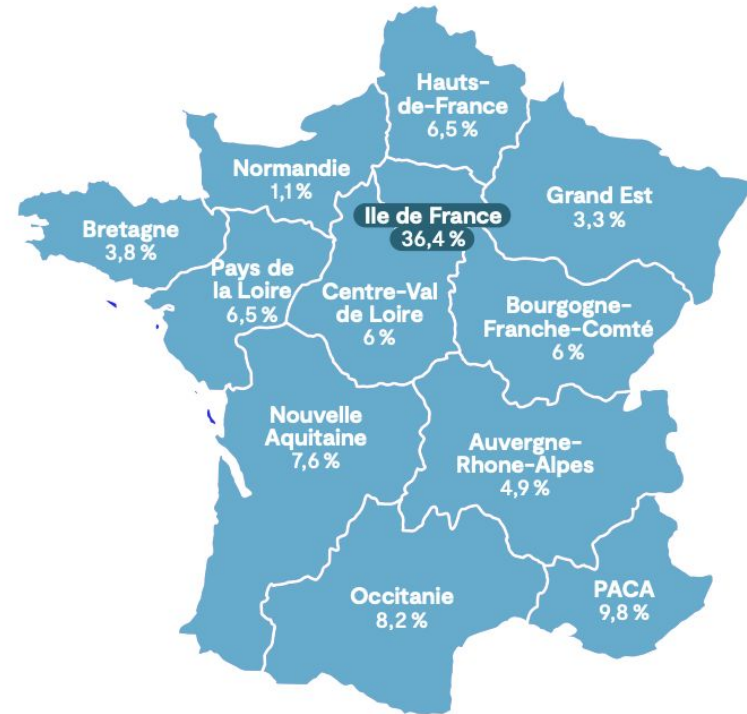 Hauts-
de-France
6,5 %
Normandie
1,1 %
Grand Est
3,3 %
Ile de France
36,4 %
Bretagne
3,8 %
Pays de
la Loire
6,5 %
Centre-Val
de Loire
6 %
Bourgogne-
Franche-Comté
6 %
Nouvelle
Aquitaine
7,6 %
Auvergne-
Rhone-Alpes
4,9 %
Occitanie
8,2 %
PACA
9,8 %